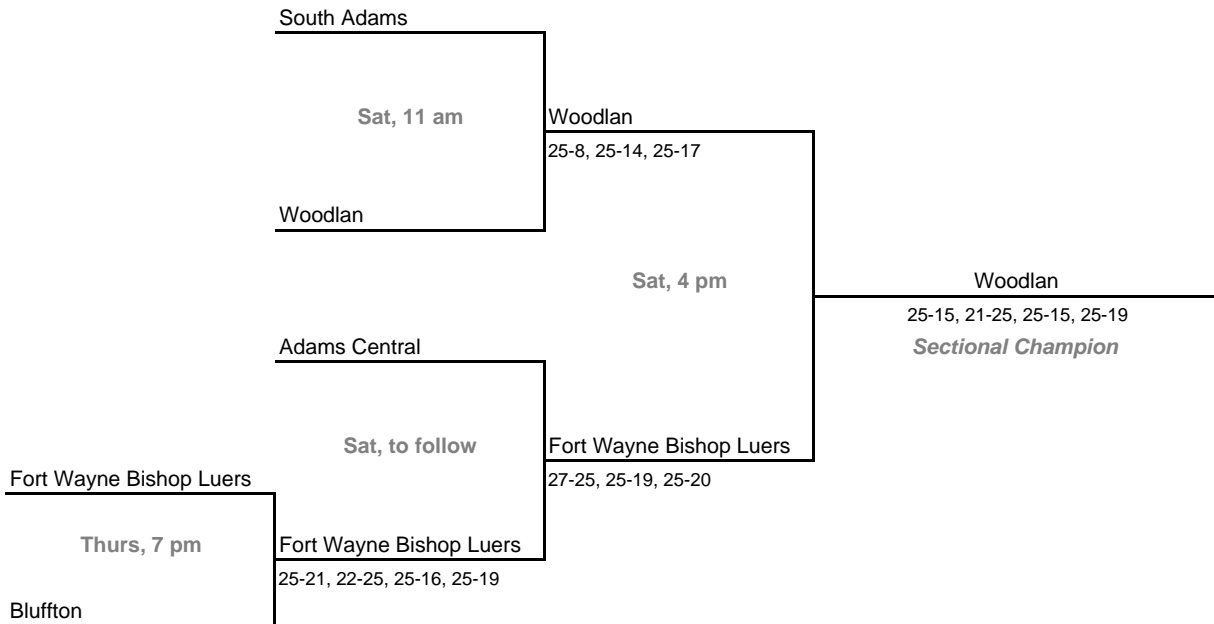 South Adams
Sat, 11 am
Woodlan
25-8, 25-14, 25-17
Woodlan
Sat, 4 pm
Woodlan
25-15, 21-25, 25-15, 25-19
Sectional Champion
Adams Central
Sat, to follow
Fort Wayne Bishop Luers
27-25, 25-19, 25-20
Fort Wayne Bishop Luers
Thurs, 7 pm
Fort Wayne Bishop Luers
25-21, 22-25, 25-16, 25-19
Bluffton